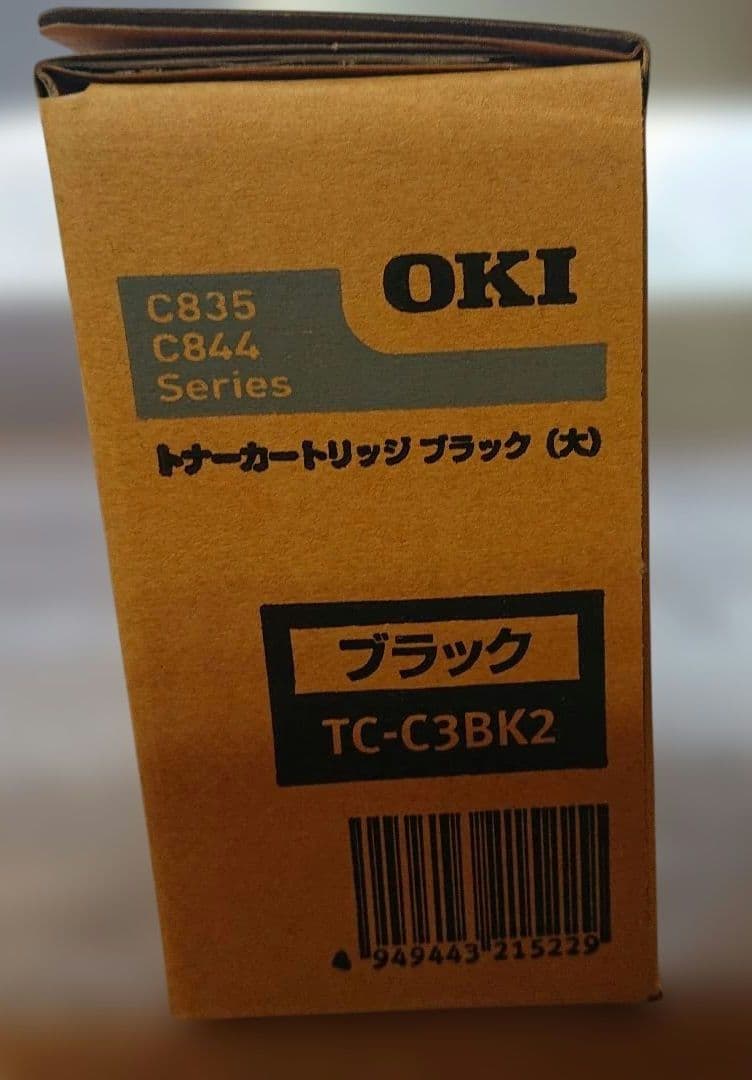 OKI
C835
C844
Series
トナーカートリッジ ブラック（大）
ブラック
TC-C3BK2
4 949443 215229